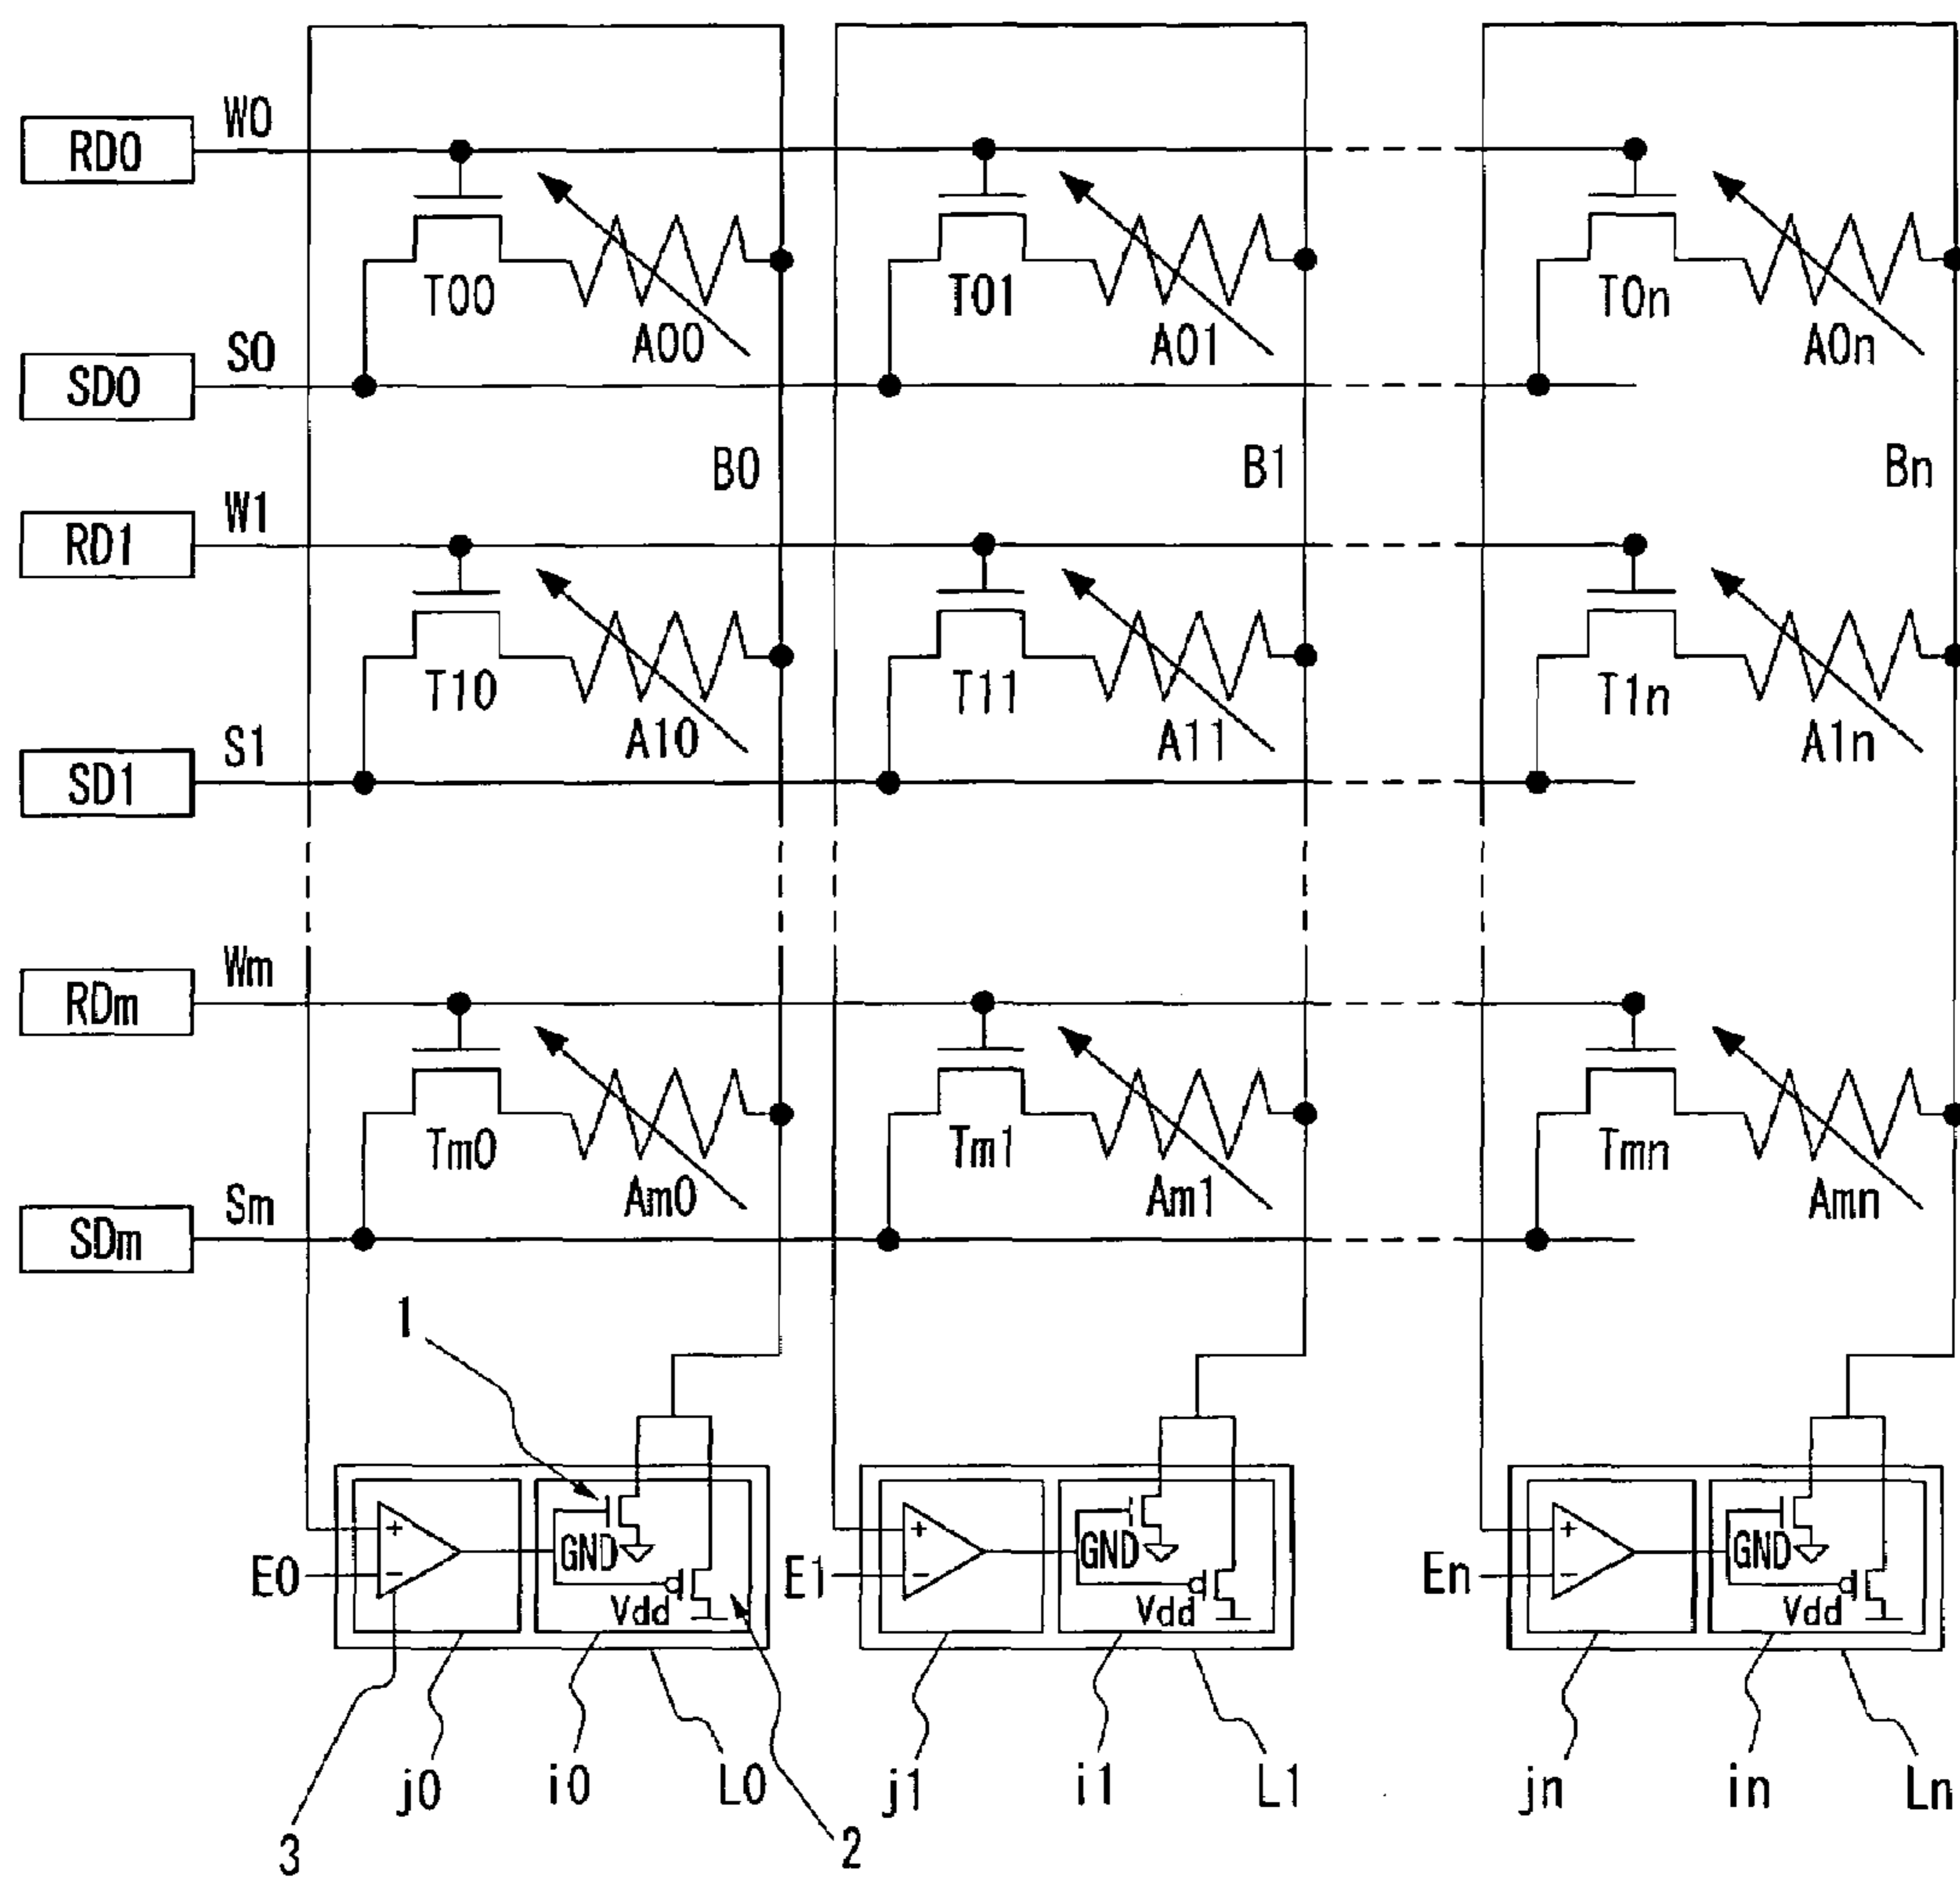 W0
RD0
T00 T01 T0n
A00 A01 A0n
S0
SD0
B0 B1 Bn
W1
RD1
T10 T11 T1n
A10 A11 A1n
S1
SD1
Wm
RDm
Tm0 Tm1 Tmn
Am0 Am1 Amn
Sm
SDm
1
+ + +
GND GND GND
E0 - E1 - En -
Vdd Vdd Vdd
j0 i0 L0 j1 i1 L1 jn in Ln
3 2